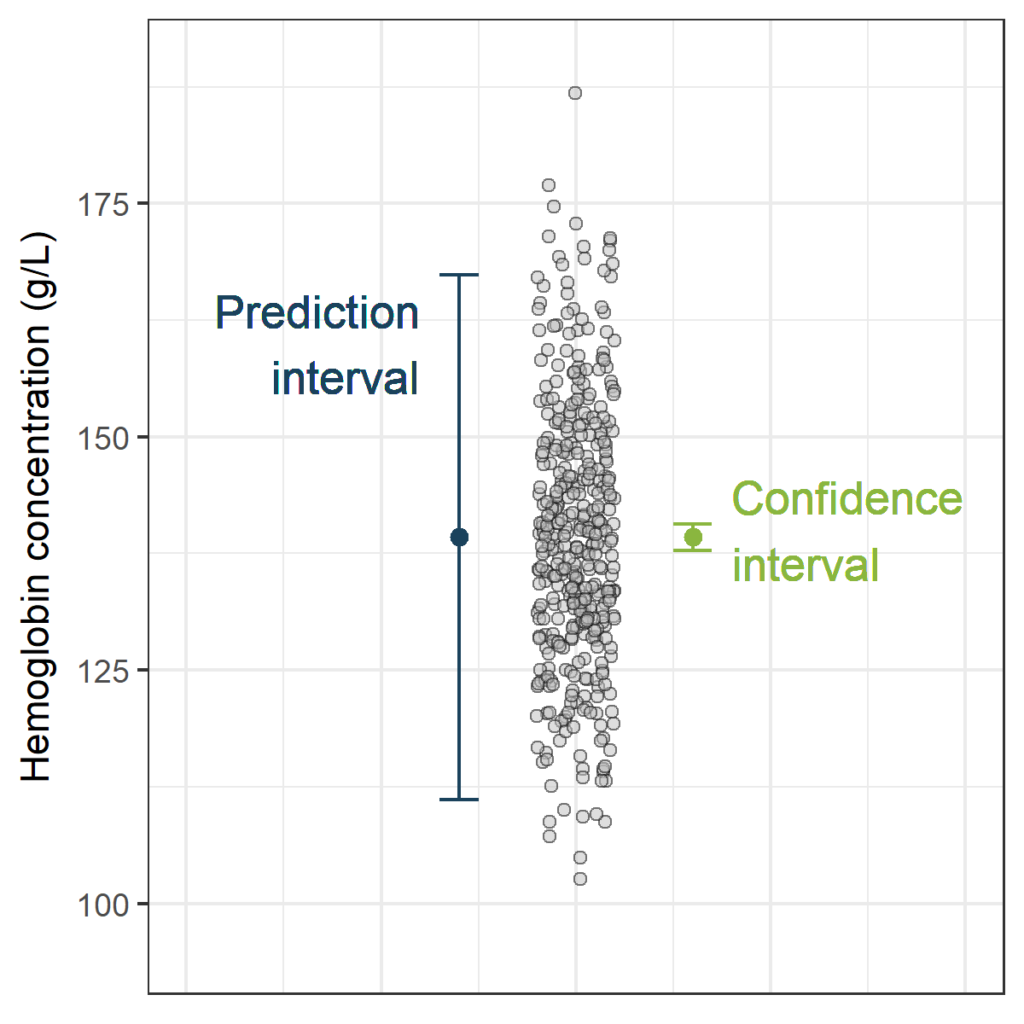 Hemoglobin concentration (g/L)
175
150
125
100
Prediction
interval
Confidence
interval